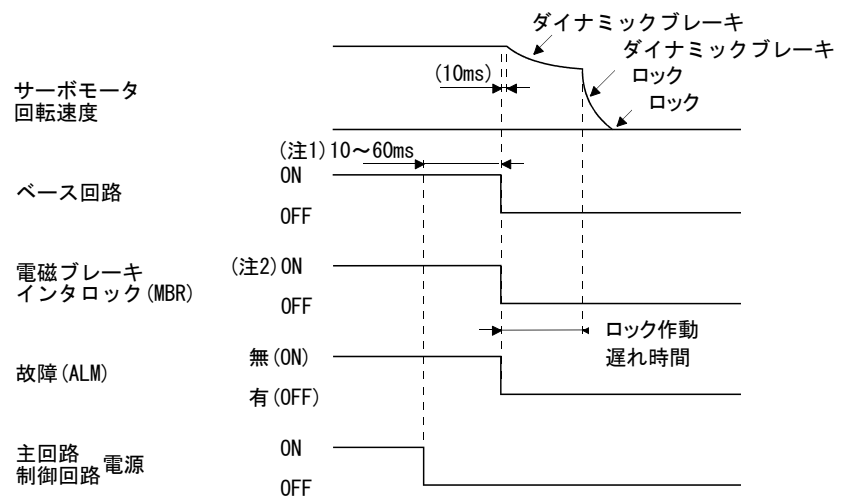 ダイナミックブレーキ
ダイナミックブレーキ
ロック
ロック
(10ms)
サーボモータ
回転速度
(注1)10～60ms
ベース回路
ON
OFF
電磁ブレーキ
インタロック(MBR)
(注2)ON
OFF
ロック作動
遅れ時間
故障(ALM)
無(ON)
有(OFF)
主回路
制御回路
電源
ON
OFF